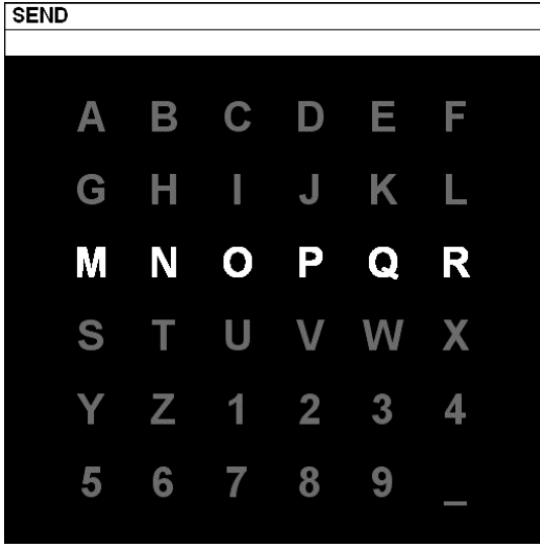 SEND
A B C D E F
G H I J K L
M N O P Q R
S T U V W X
Y Z 1 2 3 4
5 6 7 8 9 _